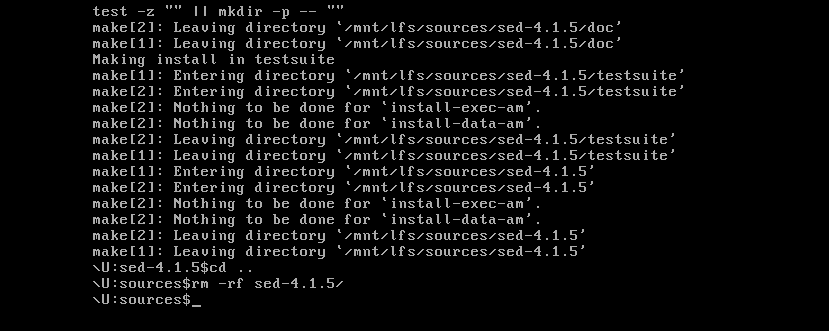 test -z "" || mkdir -p -- ""
make[2]: Leaving directory `/mnt/lfs/sources/sed-4.1.5/doc'
make[1]: Leaving directory `/mnt/lfs/sources/sed-4.1.5/doc'
Making install in testsuite
make[1]: Entering directory `/mnt/lfs/sources/sed-4.1.5/testsuite'
make[2]: Entering directory `/mnt/lfs/sources/sed-4.1.5/testsuite'
make[2]: Nothing to be done for `install-exec-am'.
make[2]: Nothing to be done for `install-data-am'.
make[2]: Leaving directory `/mnt/lfs/sources/sed-4.1.5/testsuite'
make[1]: Leaving directory `/mnt/lfs/sources/sed-4.1.5/testsuite'
make[1]: Entering directory `/mnt/lfs/sources/sed-4.1.5'
make[2]: Entering directory `/mnt/lfs/sources/sed-4.1.5'
make[2]: Nothing to be done for `install-exec-am'.
make[2]: Nothing to be done for `install-data-am'.
make[2]: Leaving directory `/mnt/lfs/sources/sed-4.1.5'
make[1]: Leaving directory `/mnt/lfs/sources/sed-4.1.5'
\U:sed-4.1.5$cd ..
\U:sources$rm -rf sed-4.1.5/
\U:sources$_